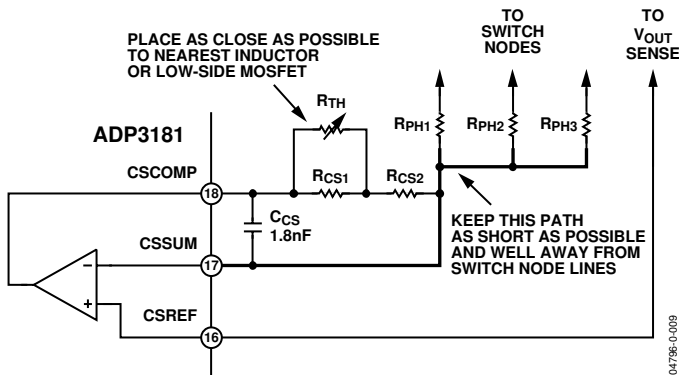 TO
SWITCH
NODES
TO
VOUT
SENSE
PLACE AS CLOSE AS POSSIBLE
TO NEAREST INDUCTOR
OR LOW-SIDE MOSFET
RTH
RPH1
RPH2
RPH3
ADP3181
CSCOMP
18
RCS1
RCS2
CCS
1.8nF
KEEP THIS PATH
AS SHORT AS POSSIBLE
AND WELL AWAY FROM
SWITCH NODE LINES
CSSUM
17
–
+
CSREF
16
04796-0-009